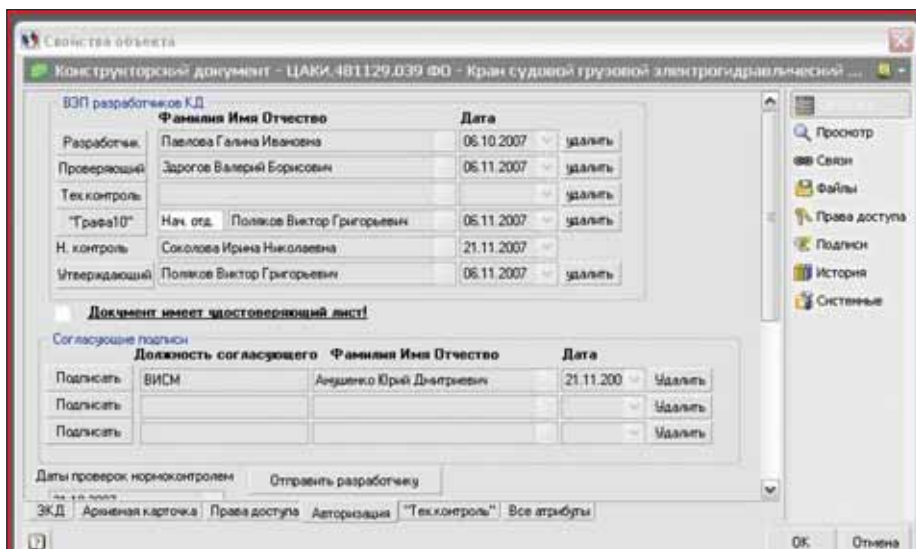 Свойства объекта
Конструкторский документ - ЦАКИ.481129.039 ФО - Кран судовой грузовой электрогидравлический ...
ВЭП разработчиков КД
Фамилия Имя Отчество Дата
Разработчик Павлова Галина Ивановна 06.10.2007 удалить
Проверяющий Зарогов Валерий Борисович 06.11.2007 удалить
Тех.контроль удалить
"Графа10" Нач. отд. Поляков Виктор Григорьевич 06.11.2007 удалить
Н. контроль Соколова Ирина Николаевна 21.11.2007
Утверждающий Поляков Виктор Григорьевич 06.11.2007 удалить
Документ имеет удостоверяющий лист!
Согласующие подписи
Должность согласующего Фамилия Имя Отчество Дата
Подписать ВИСМ Анущенко Юрий Дмитриевич 21.11.200 Удалить
Подписать Удалить
Подписать Удалить
Даты проверок нормоконтролем Отправить разработчику
ЭКД Архивная карточка Права доступа Авторизация "Тех.контроль" Все атрибуты
Просмотр
Связи
Файлы
Права доступа
Подписи
История
Системные
OK Отмена